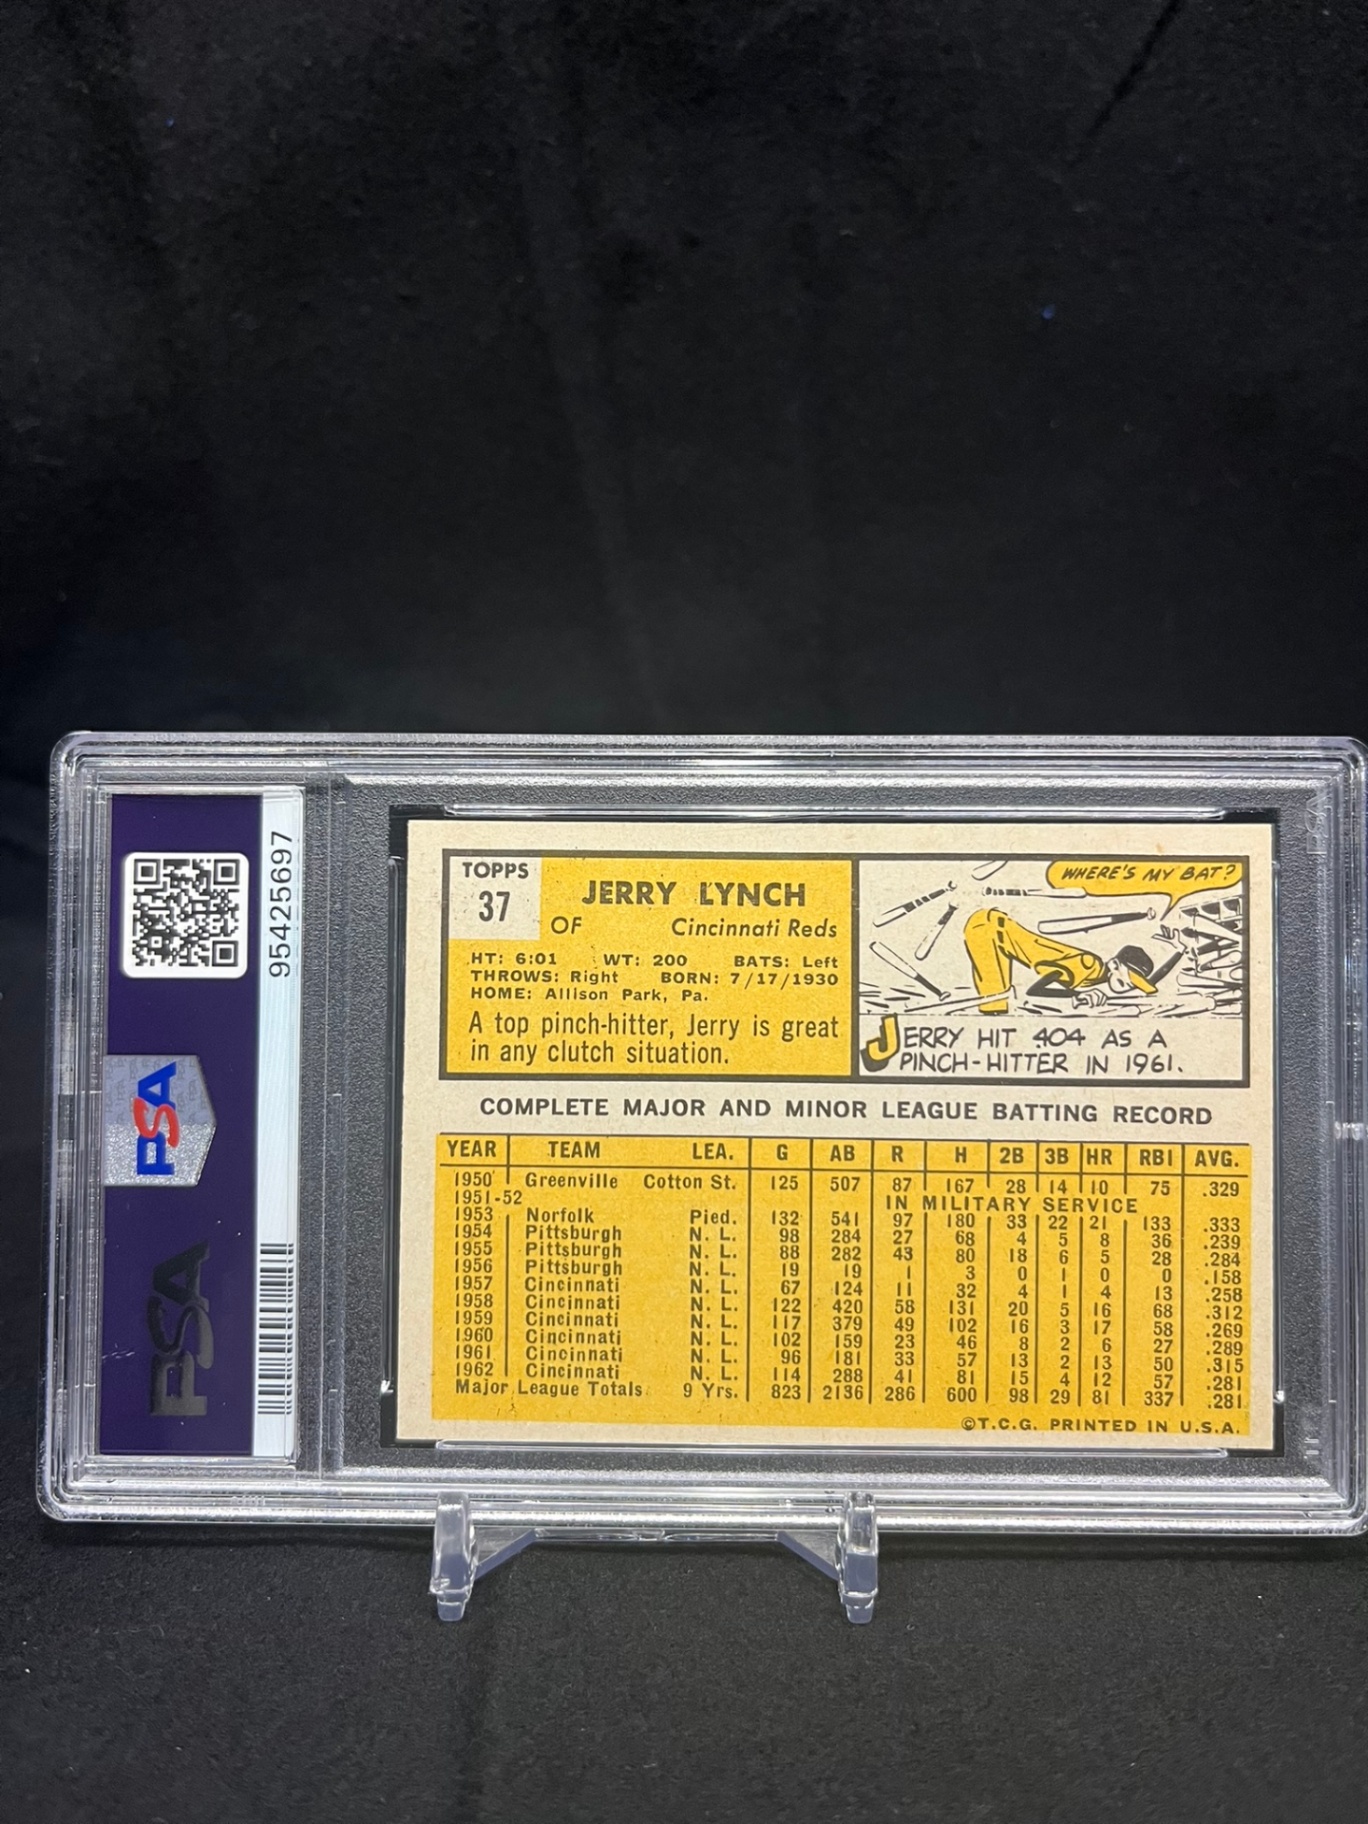 95425697
PSA
PSA
TOPPS
37
JERRY LYNCH
OF
Cincinnati Reds
HT: 6:01 WT: 200 BATS: Left
THROWS: Right BORN: 7/17/1930
HOME: Allison Park, Pa.
A top pinch-hitter, Jerry is great
in any clutch situation.
WHERE'S MY BAT?
JERRY HIT .404 AS A
PINCH-HITTER IN 1961.
COMPLETE MAJOR AND MINOR LEAGUE BATTING RECORD
YEAR TEAM LEA. G AB R H 2B 3B HR RBI AVG.
1950 Greenville Cotton St. 125 507 87 167 28 14 10 75 .329
1951-52 IN MILITARY SERVICE
1953 Norfolk Pied. 132 541 97 180 33 22 21 133 .333
1954 Pittsburgh N. L. 98 284 27 68 4 5 8 36 .239
1955 Pittsburgh N. L. 88 282 43 80 18 6 5 28 .284
1956 Pittsburgh N. L. 19 19 1 3 0 1 0 0 .158
1957 Cincinnati N. L. 67 124 11 32 4 1 4 13 .258
1958 Cincinnati N. L. 122 420 58 131 20 5 16 68 .312
1959 Cincinnati N. L. 117 379 49 102 16 3 17 58 .269
1960 Cincinnati N. L. 102 159 23 46 8 2 6 27 .289
1961 Cincinnati N. L. 96 181 33 57 13 2 13 50 .315
1962 Cincinnati N. L. 114 288 41 81 15 4 12 57 .281
Major League Totals 9 Yrs. 823 2136 286 600 98 29 81 337 .281
©T.C.G. PRINTED IN U.S.A.